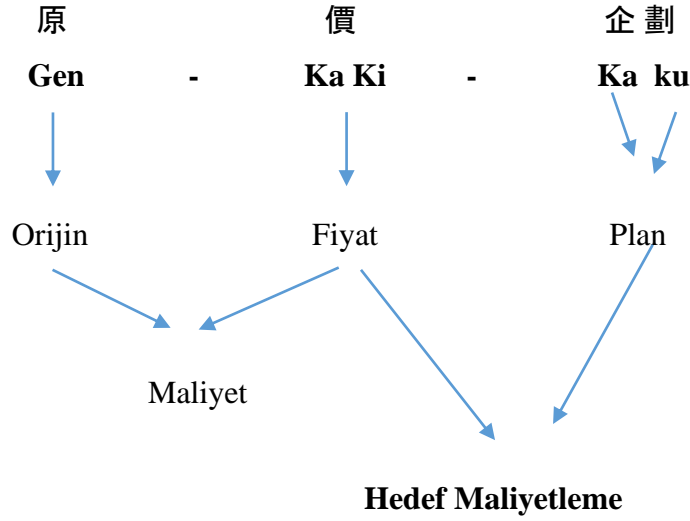 原 價 企 劃
Gen - Ka Ki - Ka ku
Orijin Fiyat Plan
Maliyet
Hedef Maliyetleme